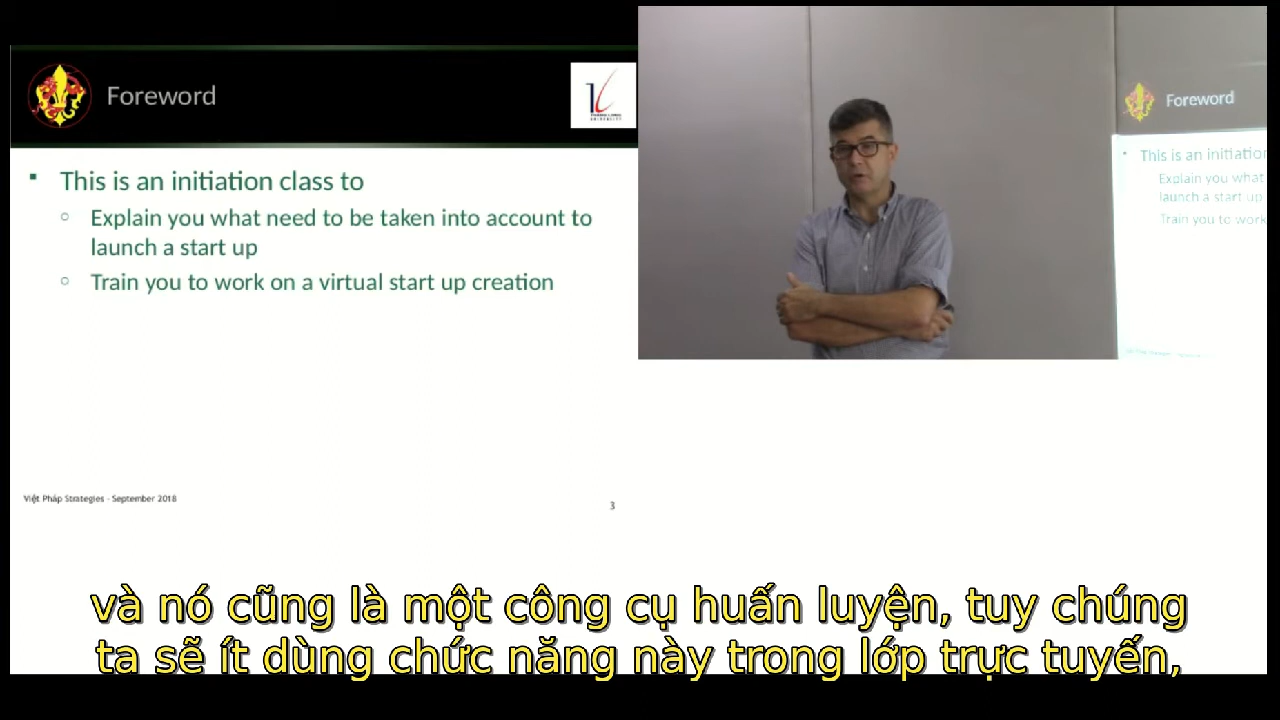 Foreword
THANG LONG
UNIVERSITY
This is an initiation class to
Explain you what need to be taken into account to
launch a start up
Train you to work on a virtual start up creation
Việt Pháp Strategies - September 2018
3
Foreword
This is an initiation
Explain you what
launch a start up
Train you to work
và nó cũng là một công cụ huấn luyện, tuy chúng
ta sẽ ít dùng chức năng này trong lớp trực tuyến,